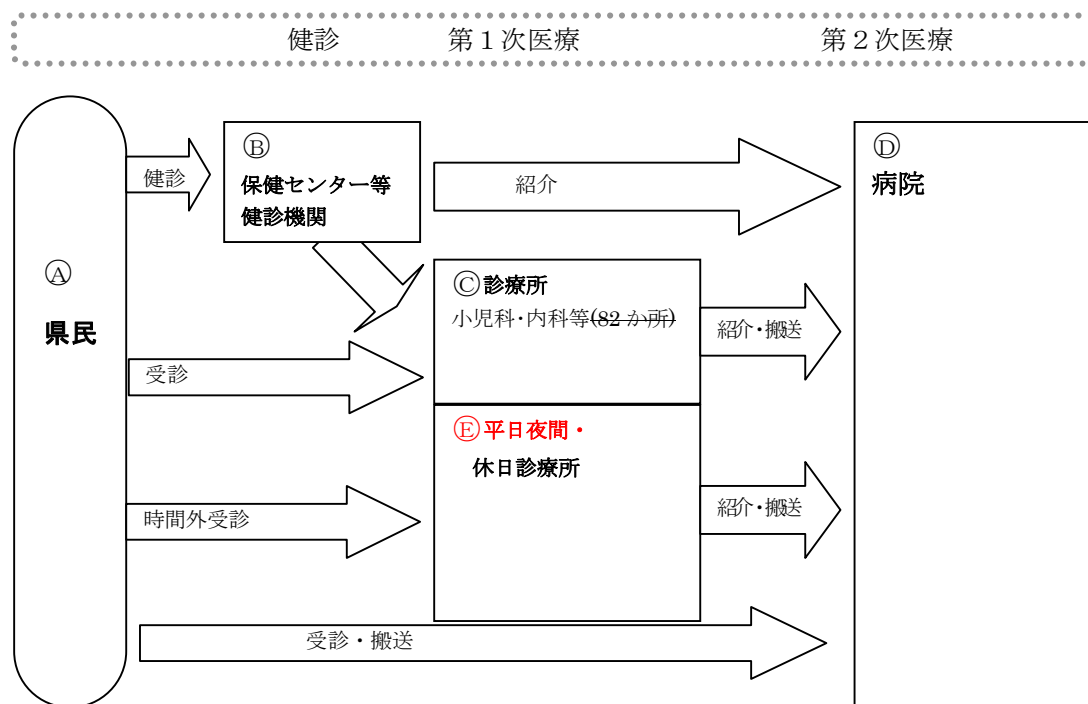 健診 第１次医療 第２次医療
Ⓐ
県民
健診
Ⓑ
保健センター等
健診機関
紹介
Ⓓ
病院
Ⓒ診療所
小児科・内科等(82か所)
紹介・搬送
受診
Ⓔ平日夜間・
休日診療所
紹介・搬送
時間外受診
受診・搬送